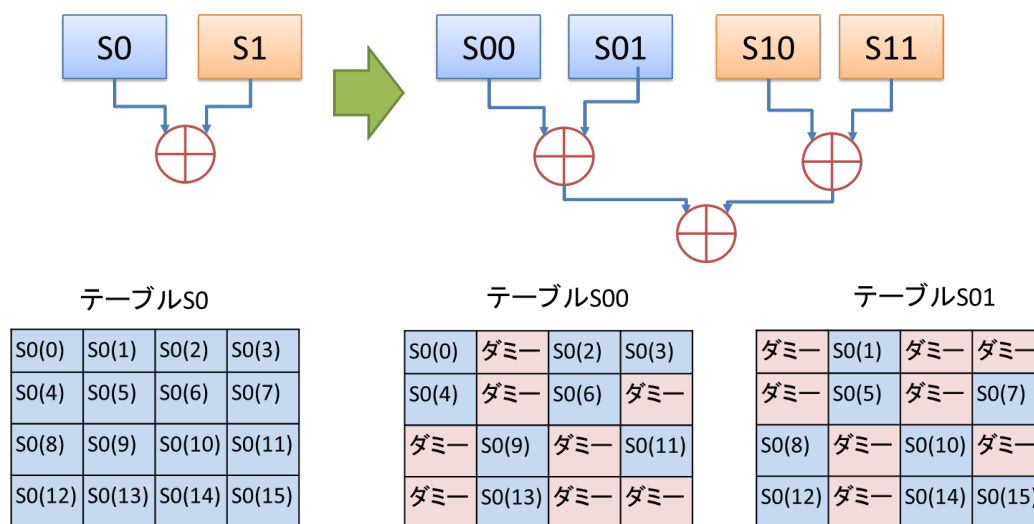 S0 S1 S00 S01 S10 S11
テーブルS0
S0(0) S0(1) S0(2) S0(3)
S0(4) S0(5) S0(6) S0(7)
S0(8) S0(9) S0(10) S0(11)
S0(12) S0(13) S0(14) S0(15)
テーブルS00
S0(0) ダミー S0(2) S0(3)
S0(4) ダミー S0(6) ダミー
ダミー S0(9) ダミー S0(11)
ダミー S0(13) ダミー ダミー
テーブルS01
ダミー S0(1) ダミー ダミー
ダミー S0(5) ダミー S0(7)
S0(8) ダミー S0(10) ダミー
S0(12) ダミー S0(14) S0(15)